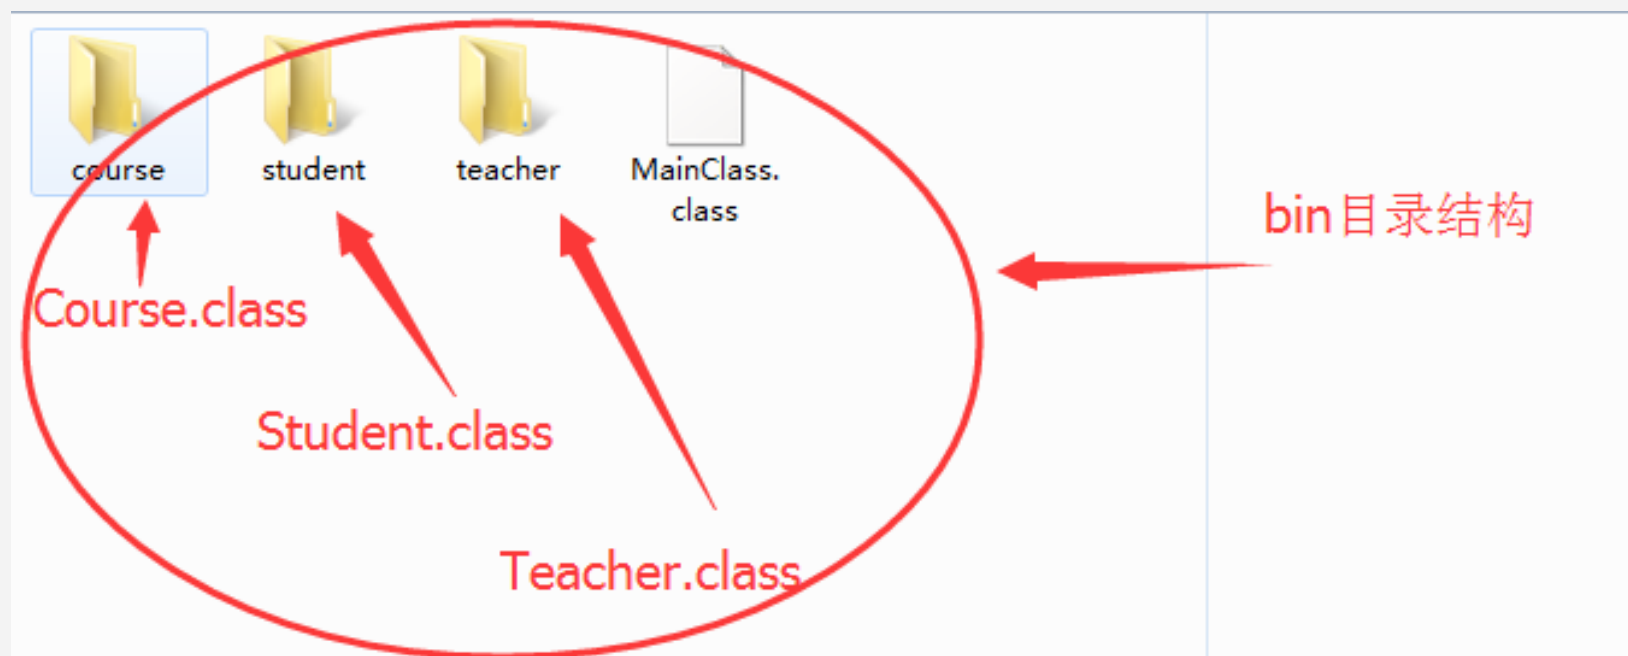 course
student
teacher
MainClass.
class
bin目录结构
Course.class
Student.class
Teacher.class